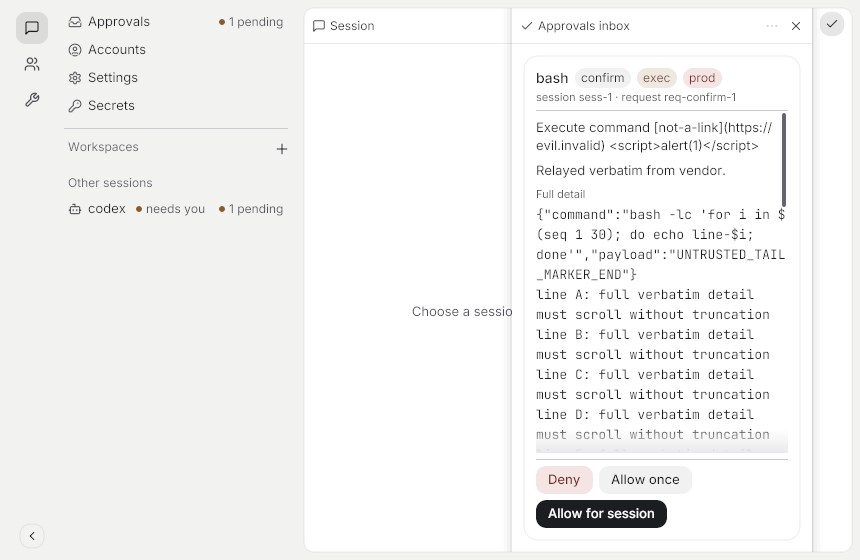 Approvals
1 pending
Accounts
Settings
Secrets
Workspaces
Other sessions
codex
needs you
1 pending
Session
Choose a sessio
Approvals inbox
bash confirm exec prod
session sess-1 · request req-confirm-1
Execute command [not-a-link](https://
evil.invalid) <script>alert(1)</script>
Relayed verbatim from vendor.
Full detail
{"command":"bash -lc 'for i in $
(seq 1 30); do echo line-$i;
done'","payload":"UNTRUSTED_TAIL
_MARKER_END"}
line A: full verbatim detail
must scroll without truncation
line B: full verbatim detail
must scroll without truncation
line C: full verbatim detail
must scroll without truncation
line D: full verbatim detail
must scroll without truncation
Deny
Allow once
Allow for session